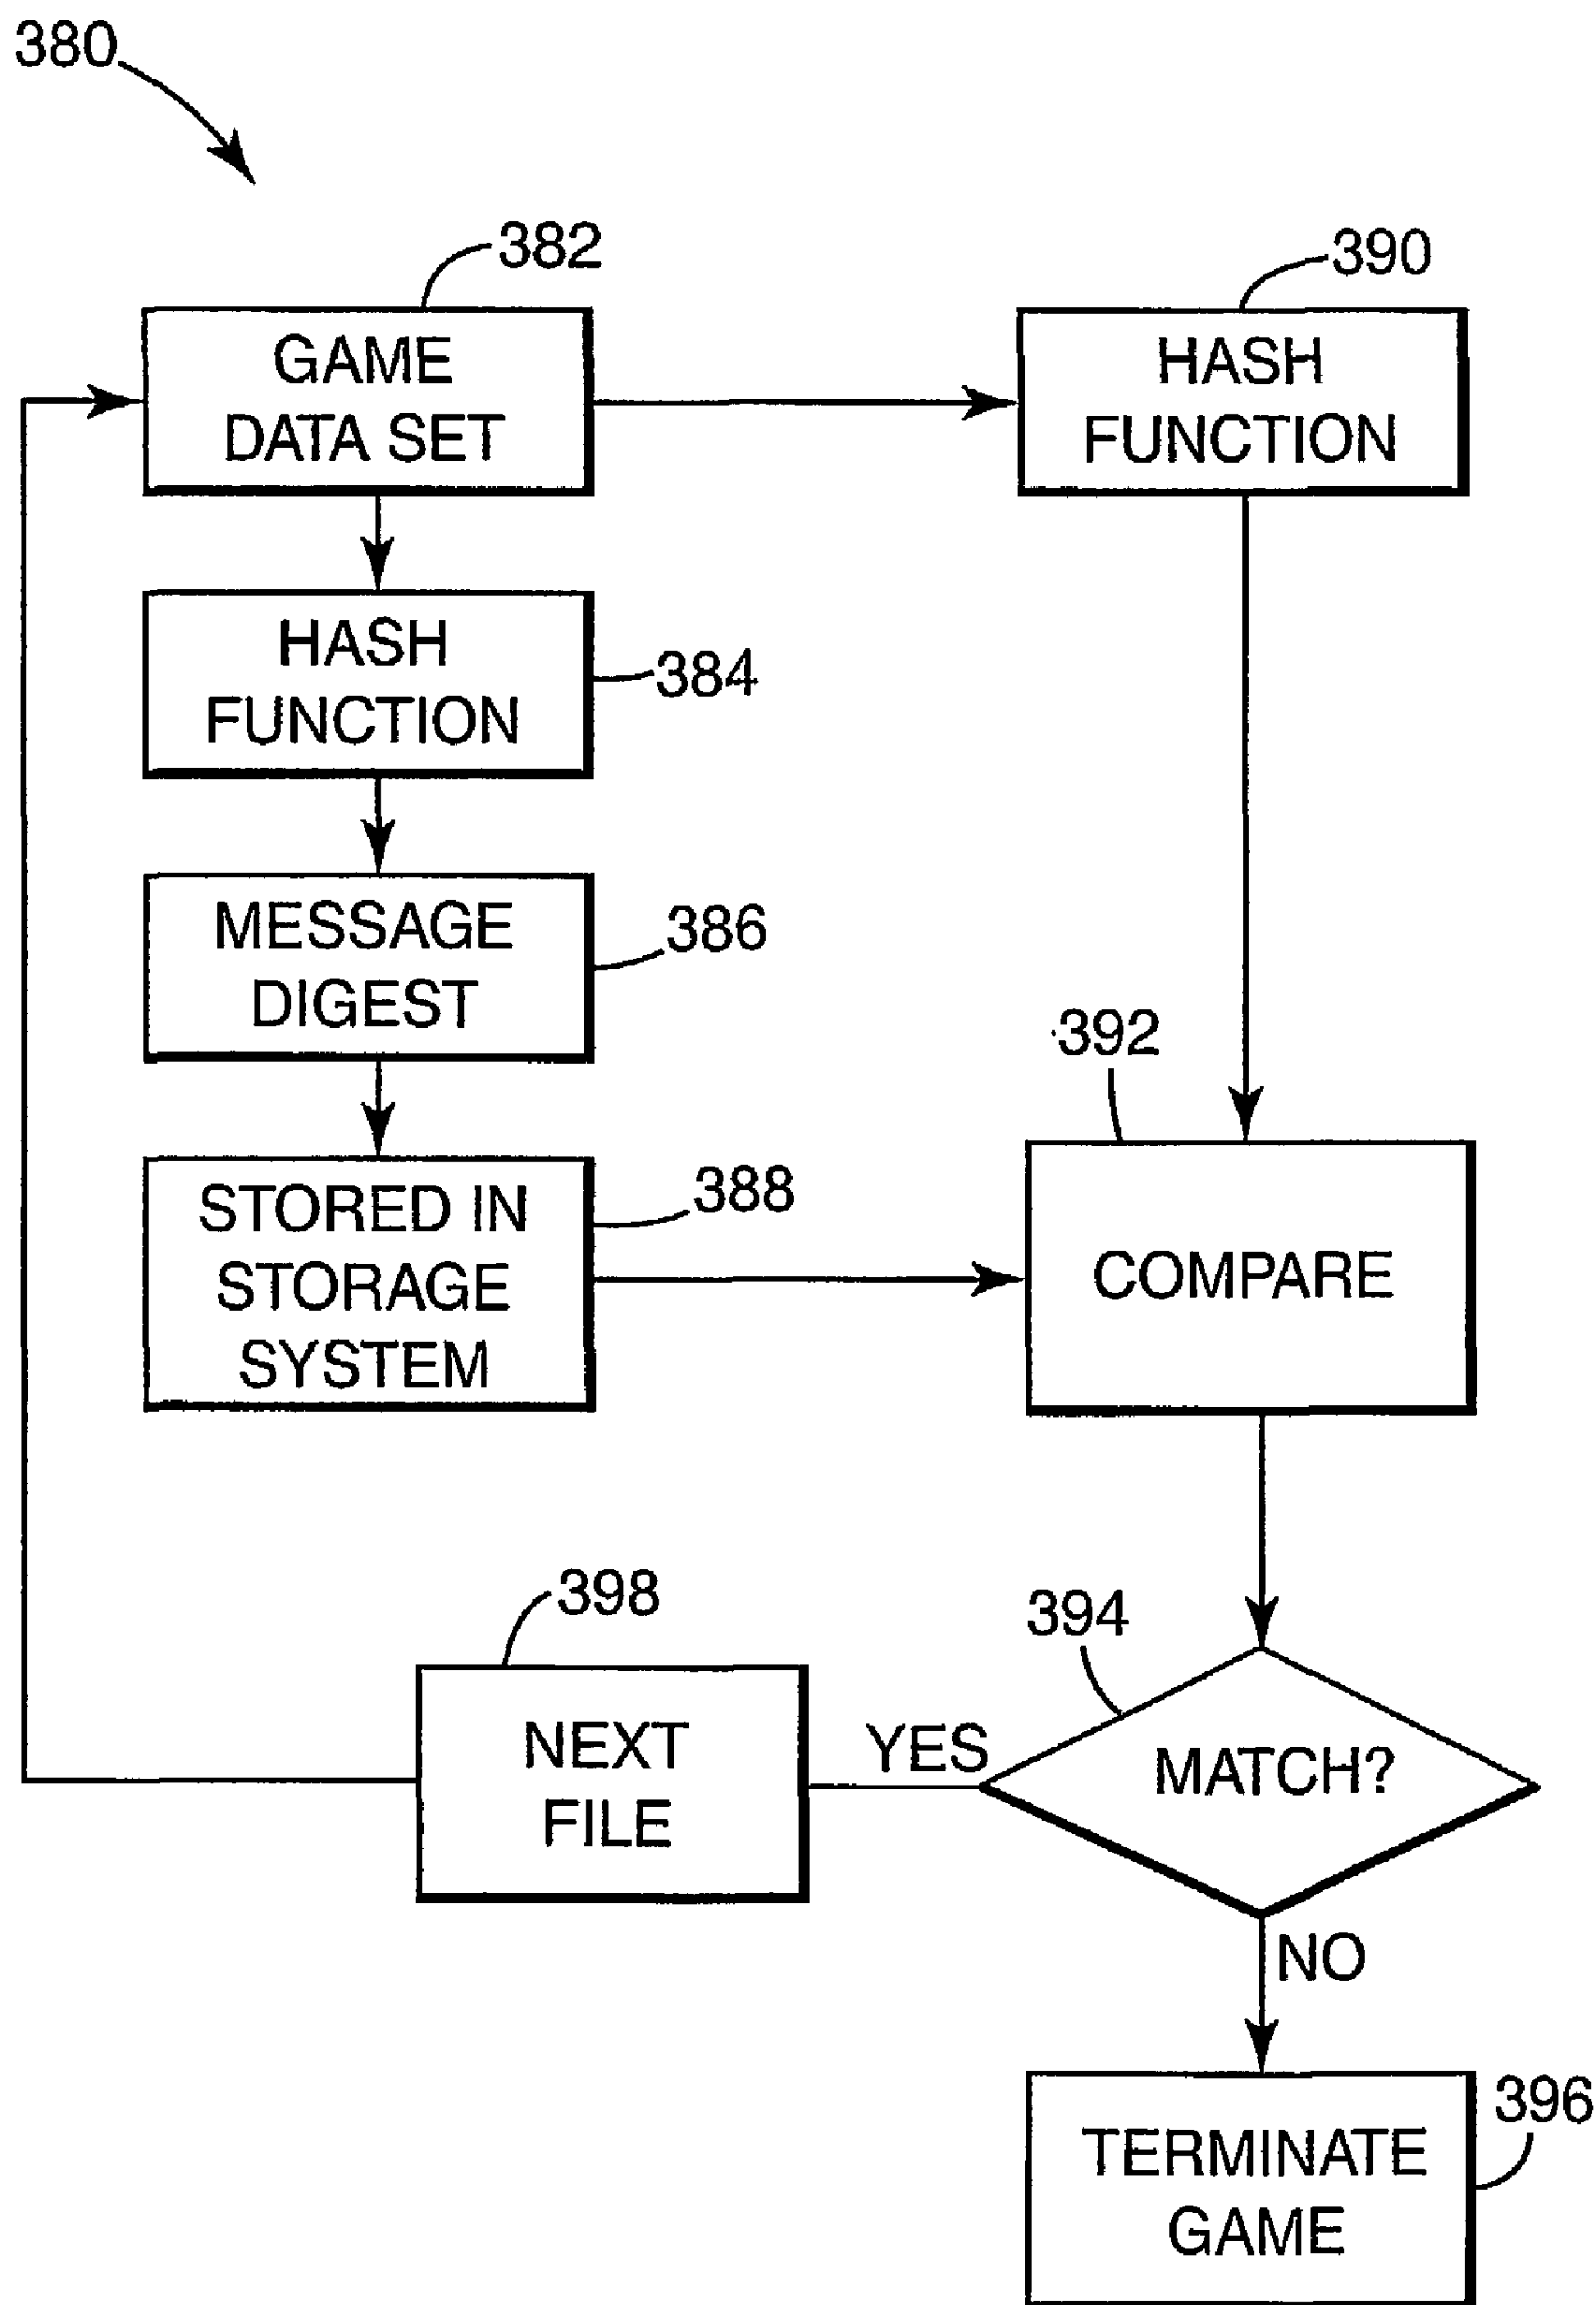 380
382
390
GAME
DATA SET
HASH
FUNCTION
HASH
FUNCTION
384
MESSAGE
DIGEST
386
392
STORED IN
STORAGE
SYSTEM
388
COMPARE
398
394
NEXT
FILE
YES
MATCH?
NO
396
TERMINATE
GAME